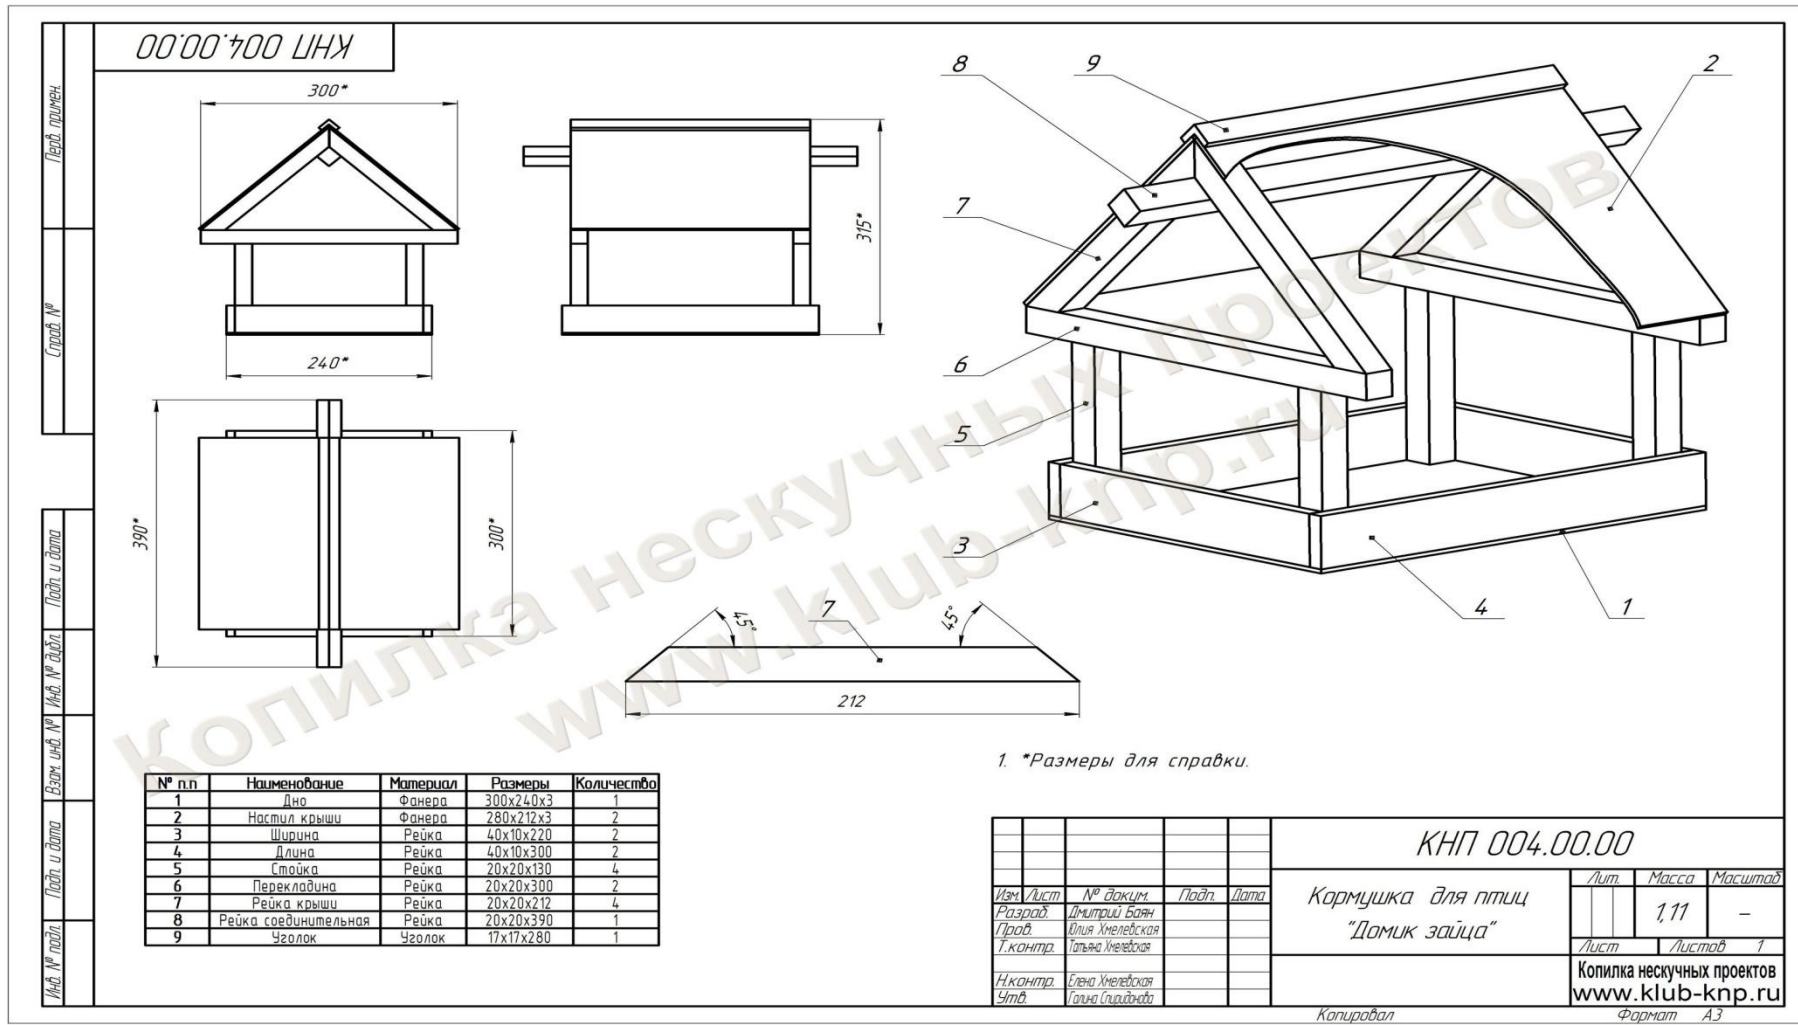 КНП 004.00.00
Перв. примен.
Справ. №
Подп. и дата
Инв. № дубл.
Взам. инв. №
Подп. и дата
Инв. № подл.
300*
315*
240*
390*
300*
8
9
2
7
6
5
3
4
1
45°
7
45°
212
Копилка нескучных проектов
www.klub-knp.ru
1. *Размеры для справки.
№ п.п Наименование Материал Размеры Количество
1 Дно Фанера 300х240х3 1
2 Настил крыши Фанера 280х212х3 2
3 Ширина Рейка 40х10х220 2
4 Длина Рейка 40х10х300 2
5 Стойка Рейка 20х20х130 4
6 Перекладина Рейка 20х20х300 2
7 Рейка крыши Рейка 20х20х212 4
8 Рейка соединительная Рейка 20х20х390 1
9 Уголок Уголок 17х17х280 1
КНП 004.00.00
Изм. Лист № докум. Подп. Дата
Разраб. Дмитрий Баян
Пров. Юлия Хмелевская
Т.контр. Татьяна Хмелевская
Н.контр. Елена Хмелевская
Утв. Галина Спиридонова
Кормушка для птиц
"Домик зайца"
Лит. Масса Масштаб
1,11 –
Лист Листов 1
Копилка нескучных проектов
www.klub-knp.ru
Копировал Формат А3